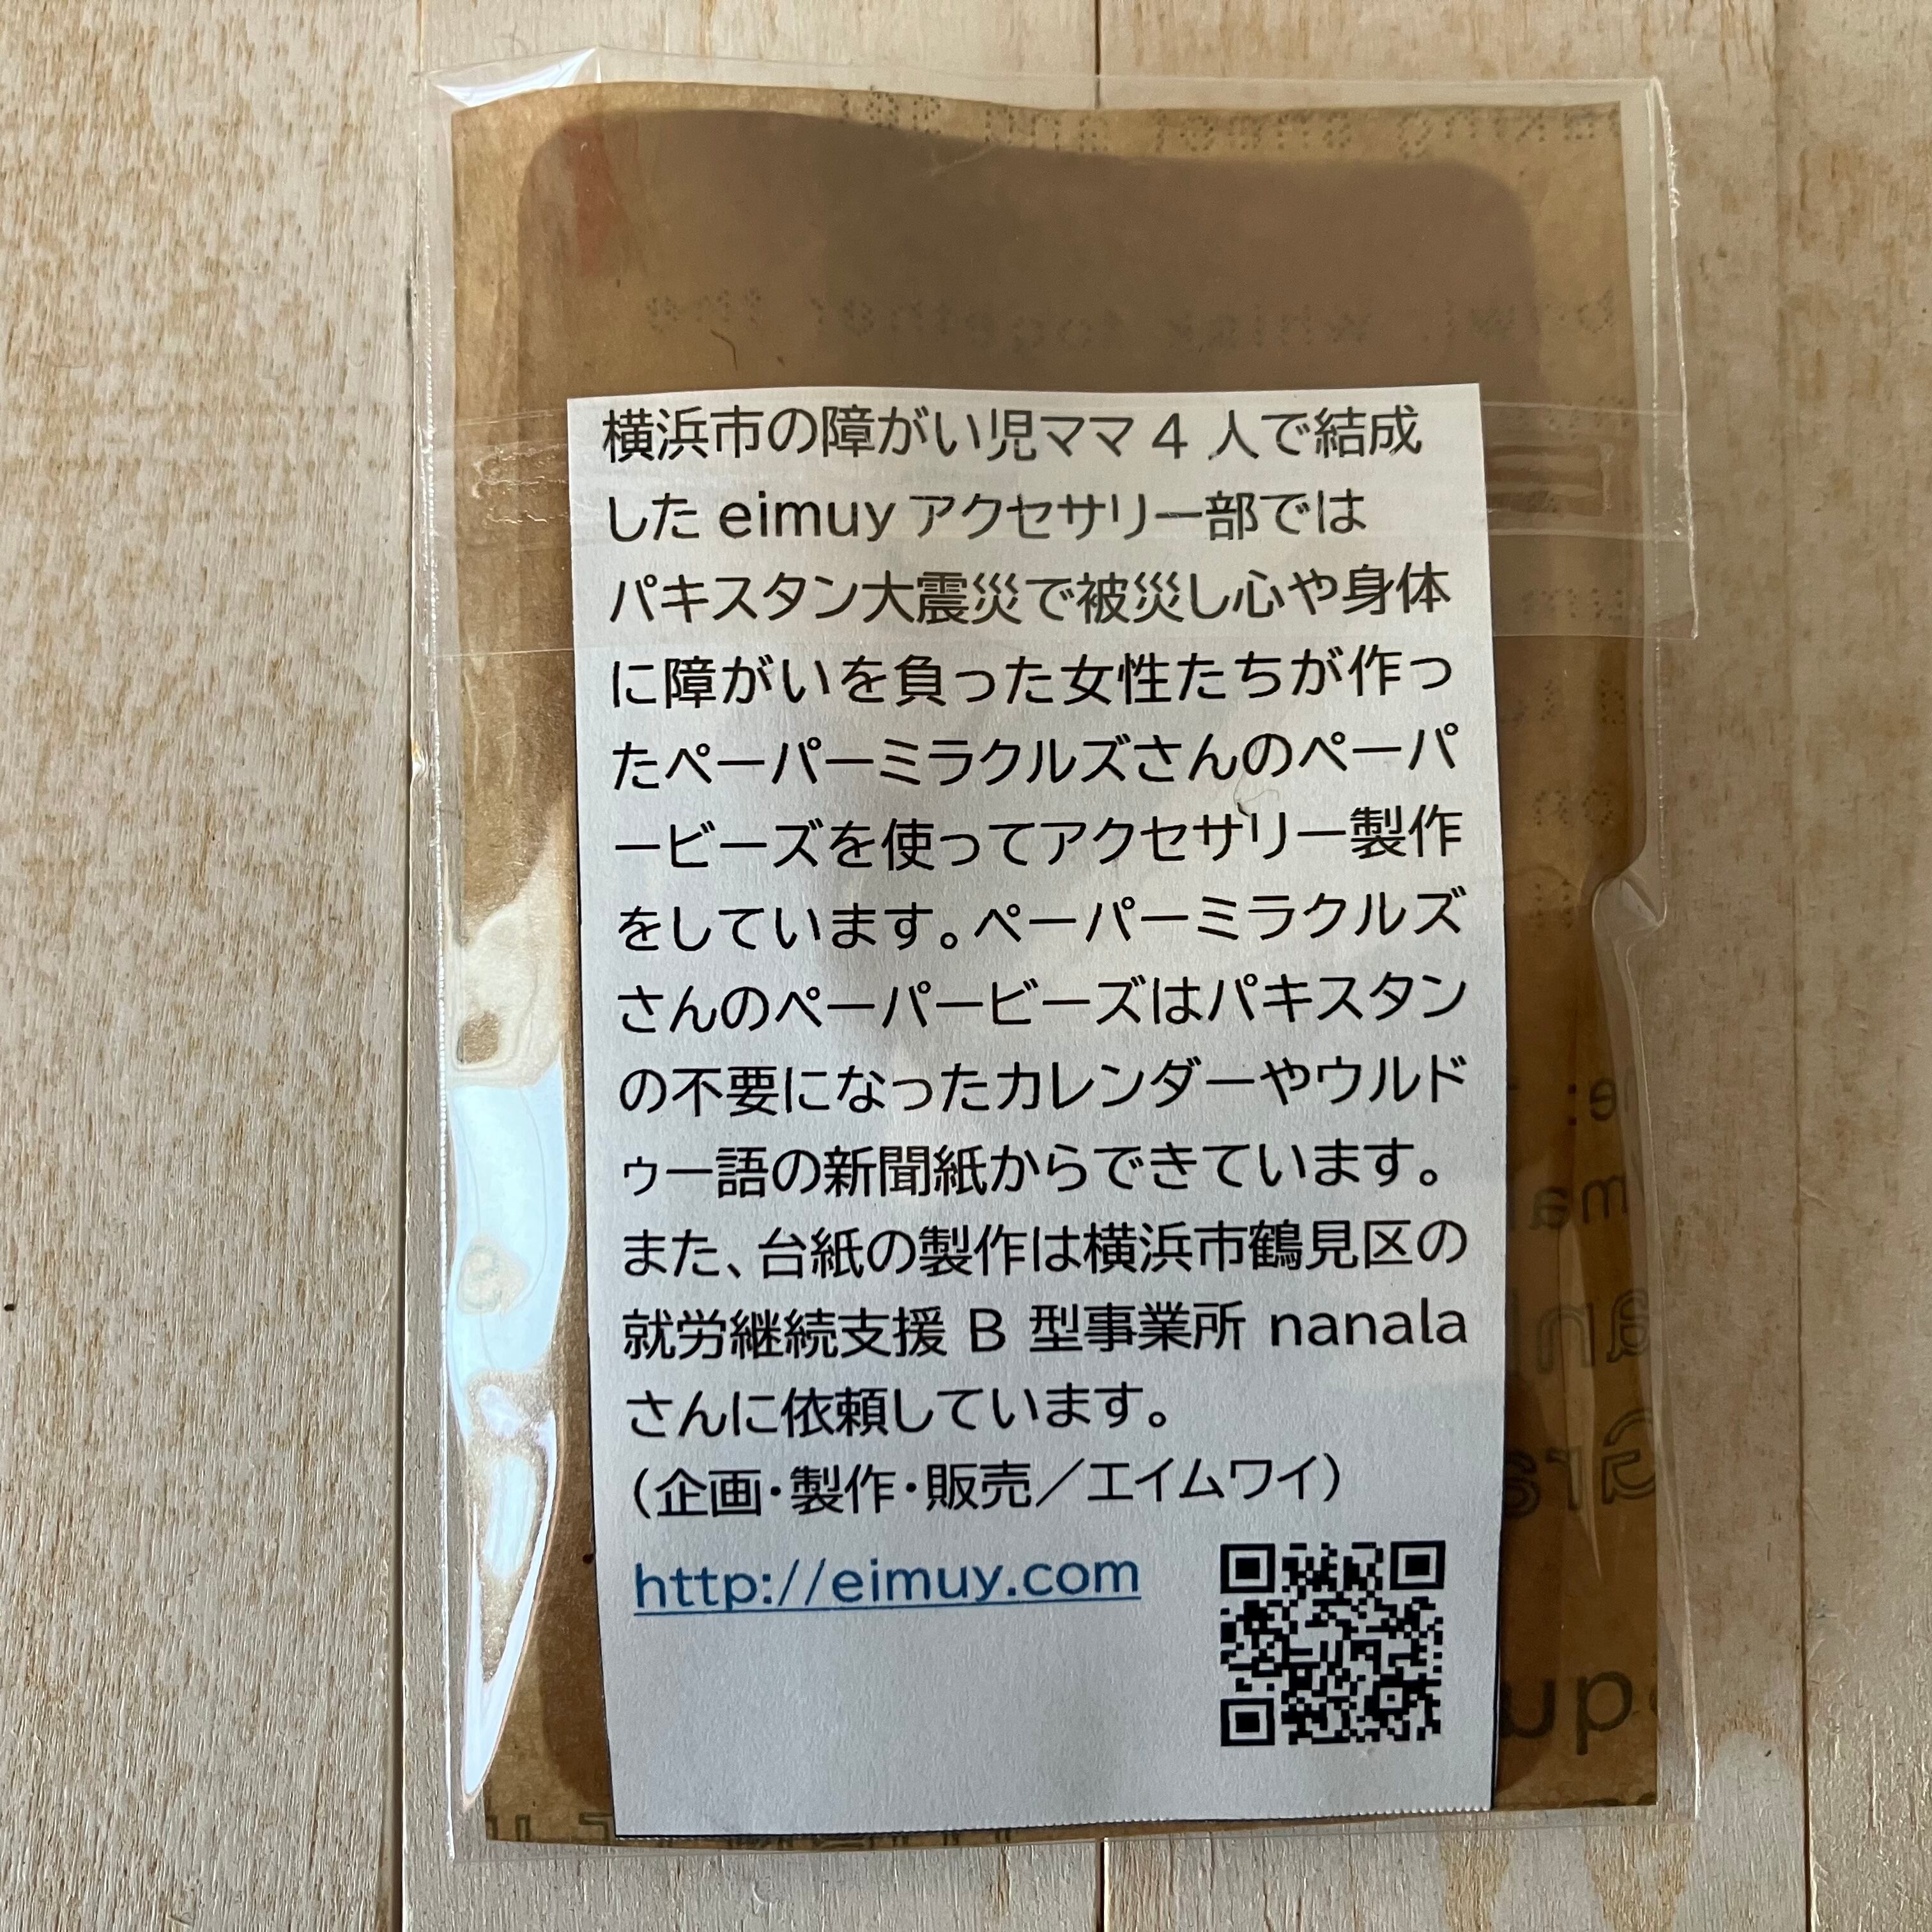 横浜市の障がい児ママ4 人で結成
した eimuy アクセサリー部では
パキスタン大震災で被災し心や身体
に障がいを負った女性たちが作っ
たペーパーミラクルズさんのペーパ
ービーズを使ってアクセサリー製作
をしています。ペーパーミラクルズ
さんのペーパービーズはパキスタン
の不要になったカレンダーやウルド
ゥー語の新聞紙からできています。
また、台紙の製作は横浜市鶴見区の
就労継続支援 B 型事業所 nanala
さんに依頼しています。
(企画・製作・販売／エイムワイ)
http://eimuy.com